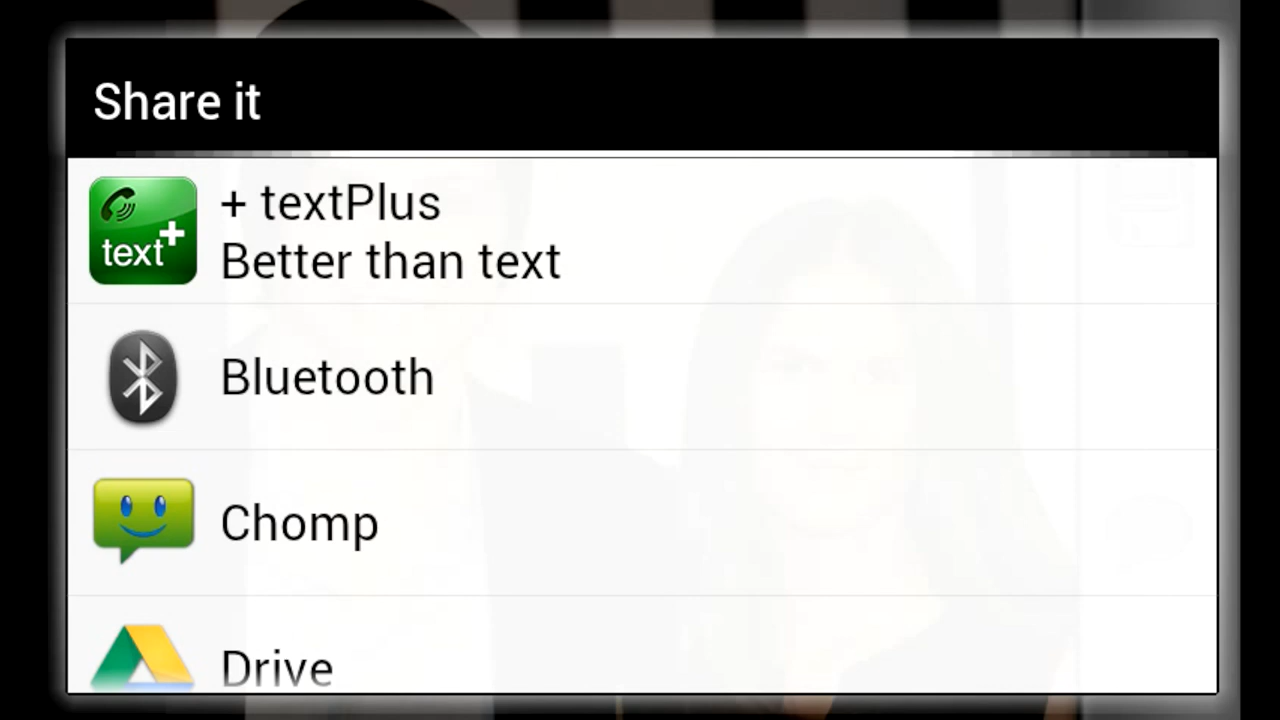 Share it
text+
+ textPlus
Better than text
Bluetooth
Chomp
Drive